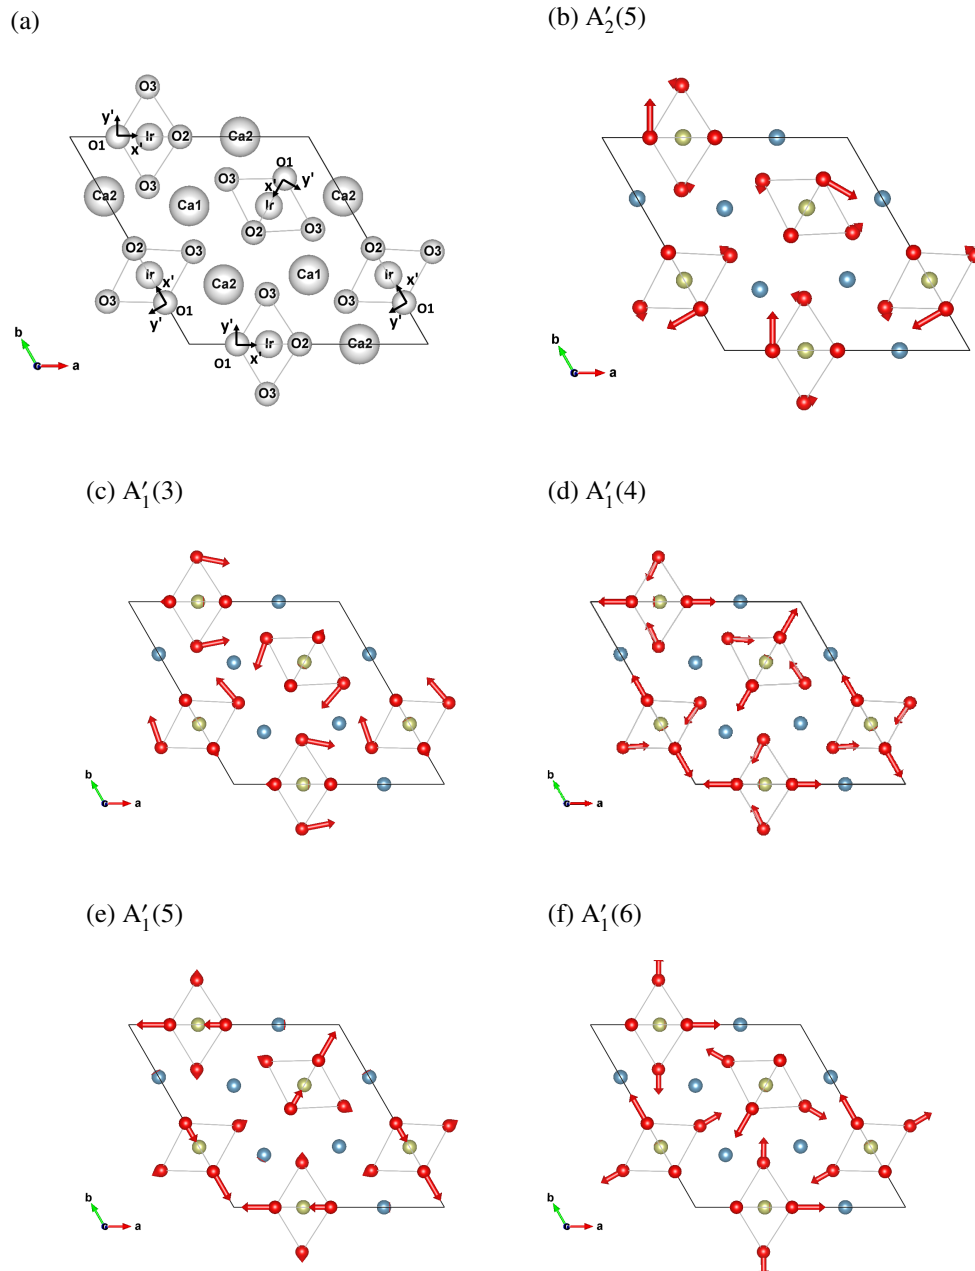 (a)
(b) A′₂(5)
O3
y'
Ir
O2
Ca2
O1
x'
O3
Ca2
Ca1
O3
O1
x'
y'
Ir
O2
O3
Ca2
O2
O3
Ir
x'
O3
y'
O1
Ca2
O3
Ca1
O2
O3
Ir
x'
O3
y'
O1
y'
Ir
O2
Ca2
O1
x'
O3
b
a
b
a
(c) A′₁(3)
(d) A′₁(4)
b
a
b
a
(e) A′₁(5)
(f) A′₁(6)
b
a
b
a